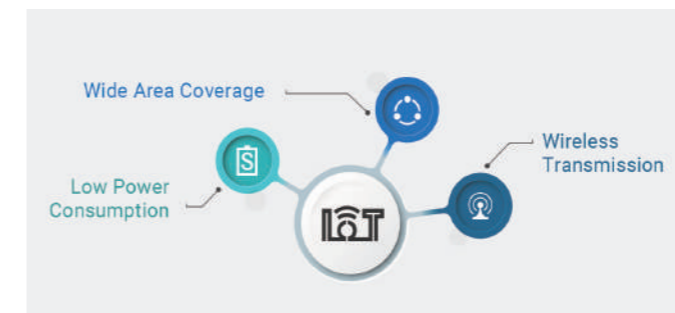 Wide Area Coverage
Wireless
Transmission
S
Low Power
Consumption
IoT